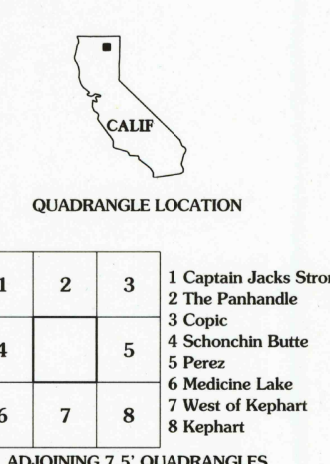 CALIF
QUADRANGLE LOCATION
1 2 3
4 5
6 7 8
1 Captain Jacks
2 The Panhandle
3 Copic
4 Schonchin Butte
5 Perez
6 Medicine Lake
7 West of Kephart
8 Kephart
ADJOINING 7.5' QUADRANGLES